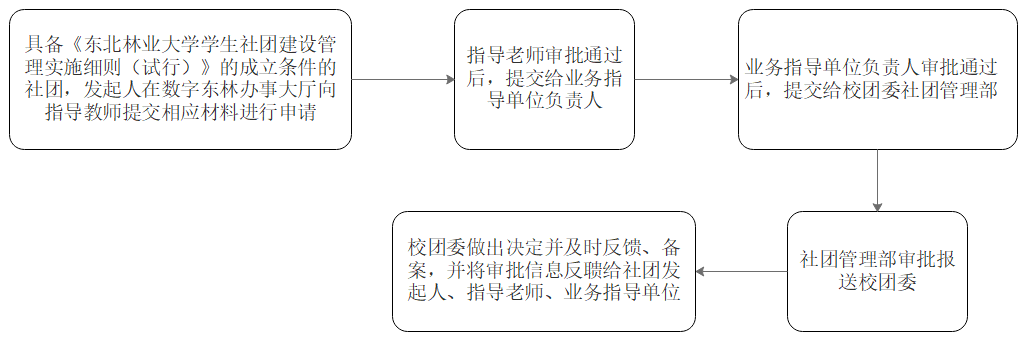 具备《东北林业大学学生社团建设管
理实施细则（试行）》的成立条件的
社团，发起人在数字东林办事大厅向
指导教师提交相应材料进行申请
指导老师审批通过
后，提交给业务指
导单位负责人
业务指导单位负责人审批通过
后，提交给校团委社团管理部
社团管理部审批报
送校团委
校团委做出决定并及时反馈、备
案，并将审批信息反聩给社团发
起人、指导老师、业务指导单位